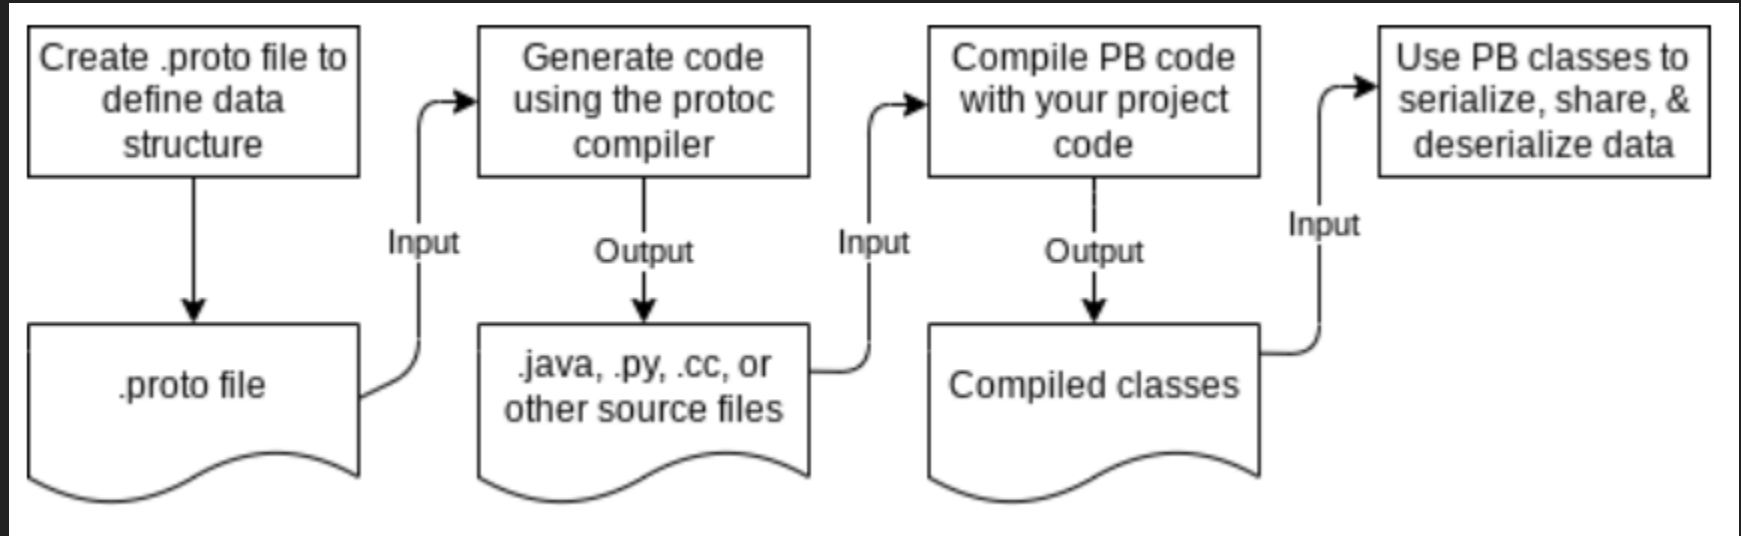 Create .proto file to
define data
structure
Generate code
using the protoc
compiler
Compile PB code
with your project
code
Use PB classes to
serialize, share, &
deserialize data
Input
Output
Input
Output
Input
.proto file
.java, .py, .cc, or
other source files
Compiled classes